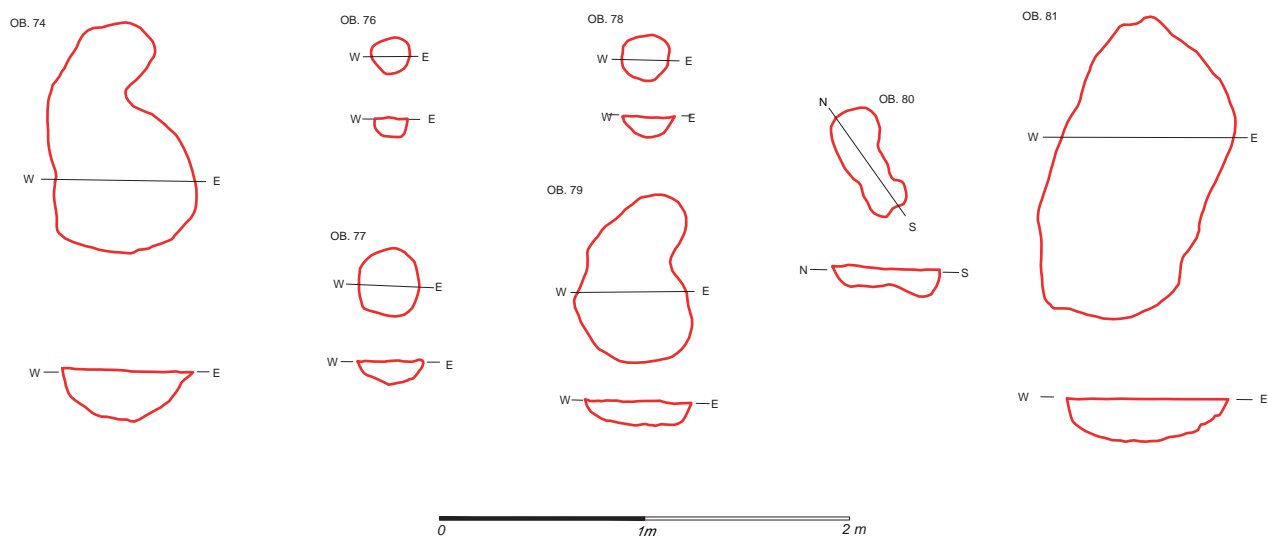 OB. 74
W E
W E
OB. 76
W E
W E
OB. 77
W E
W E
OB. 78
W E
W E
OB. 79
W E
W E
OB. 80
N
S
N S
OB. 81
W E
W E
0 1m 2 m